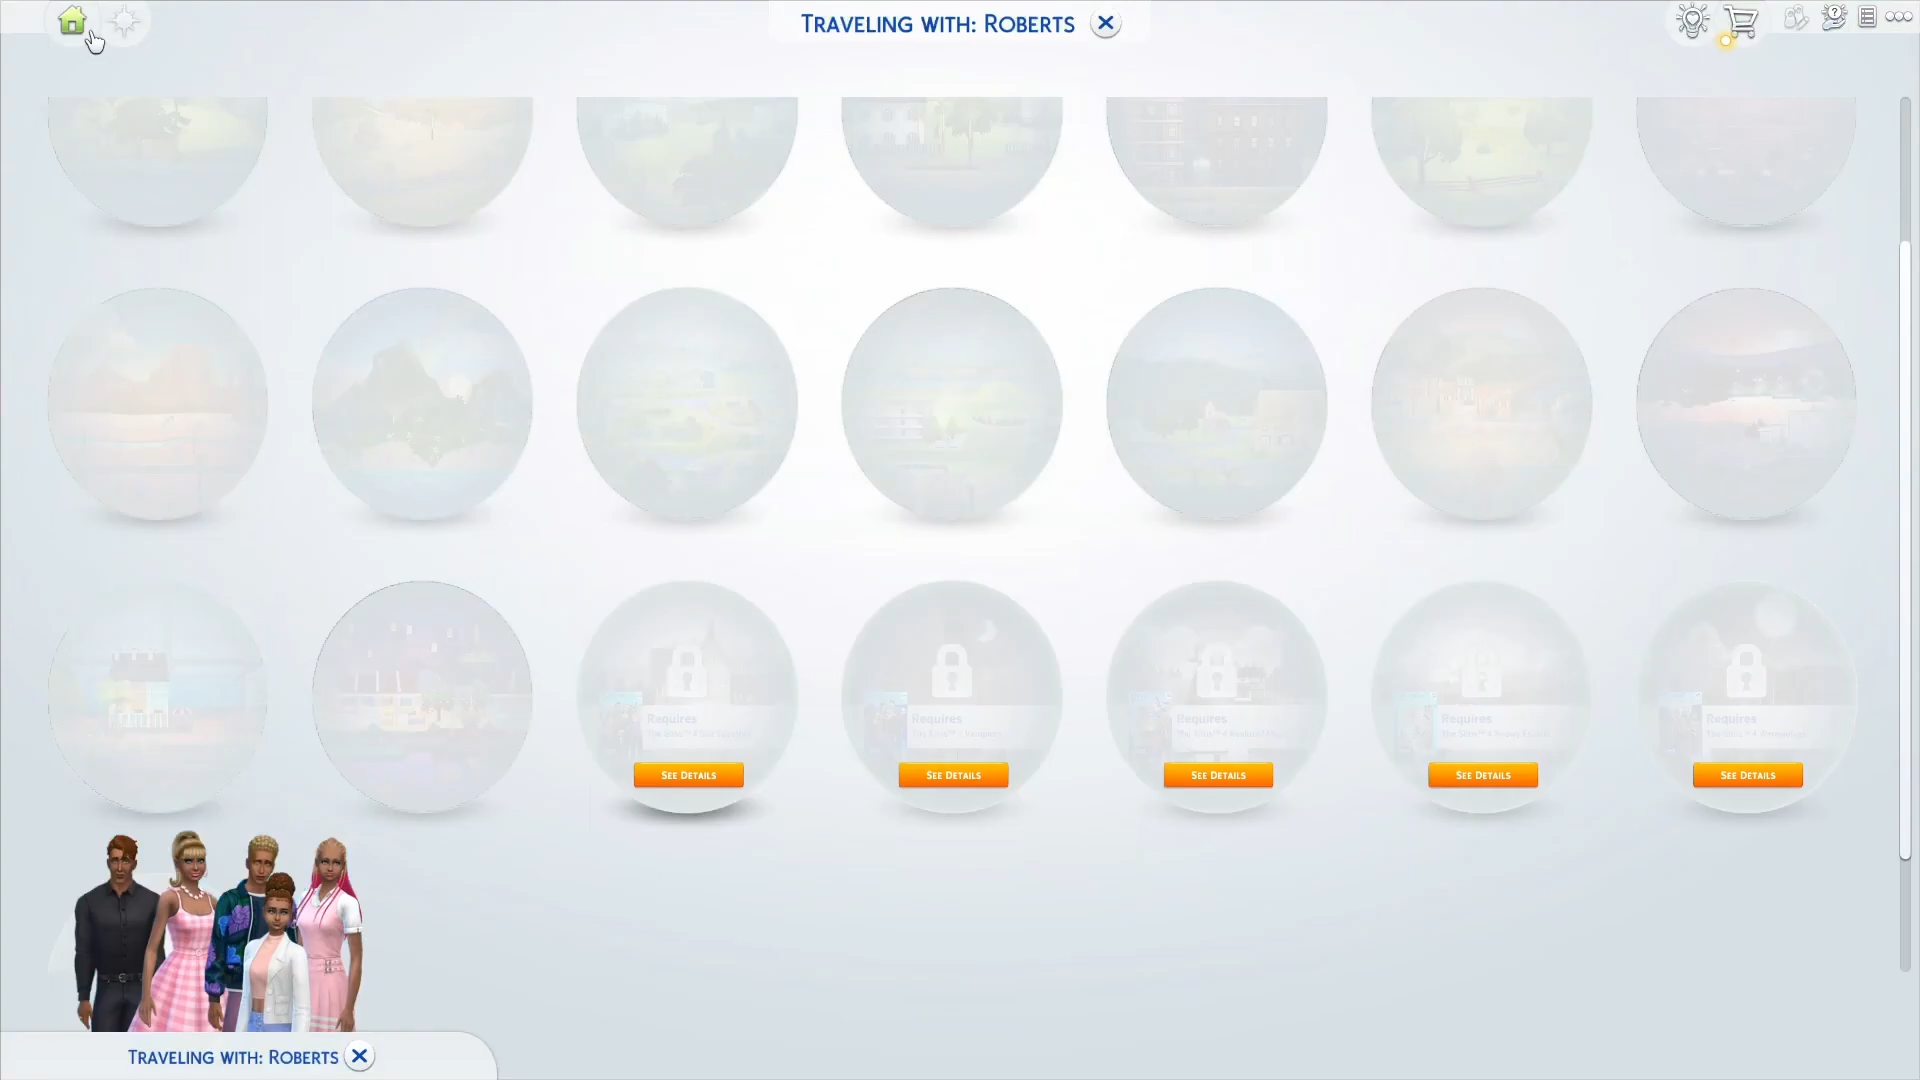 Traveling with: Roberts
Requires
Requires
Requires
Requires
Requires
See Details
See Details
See Details
See Details
See Details
Traveling with: Roberts